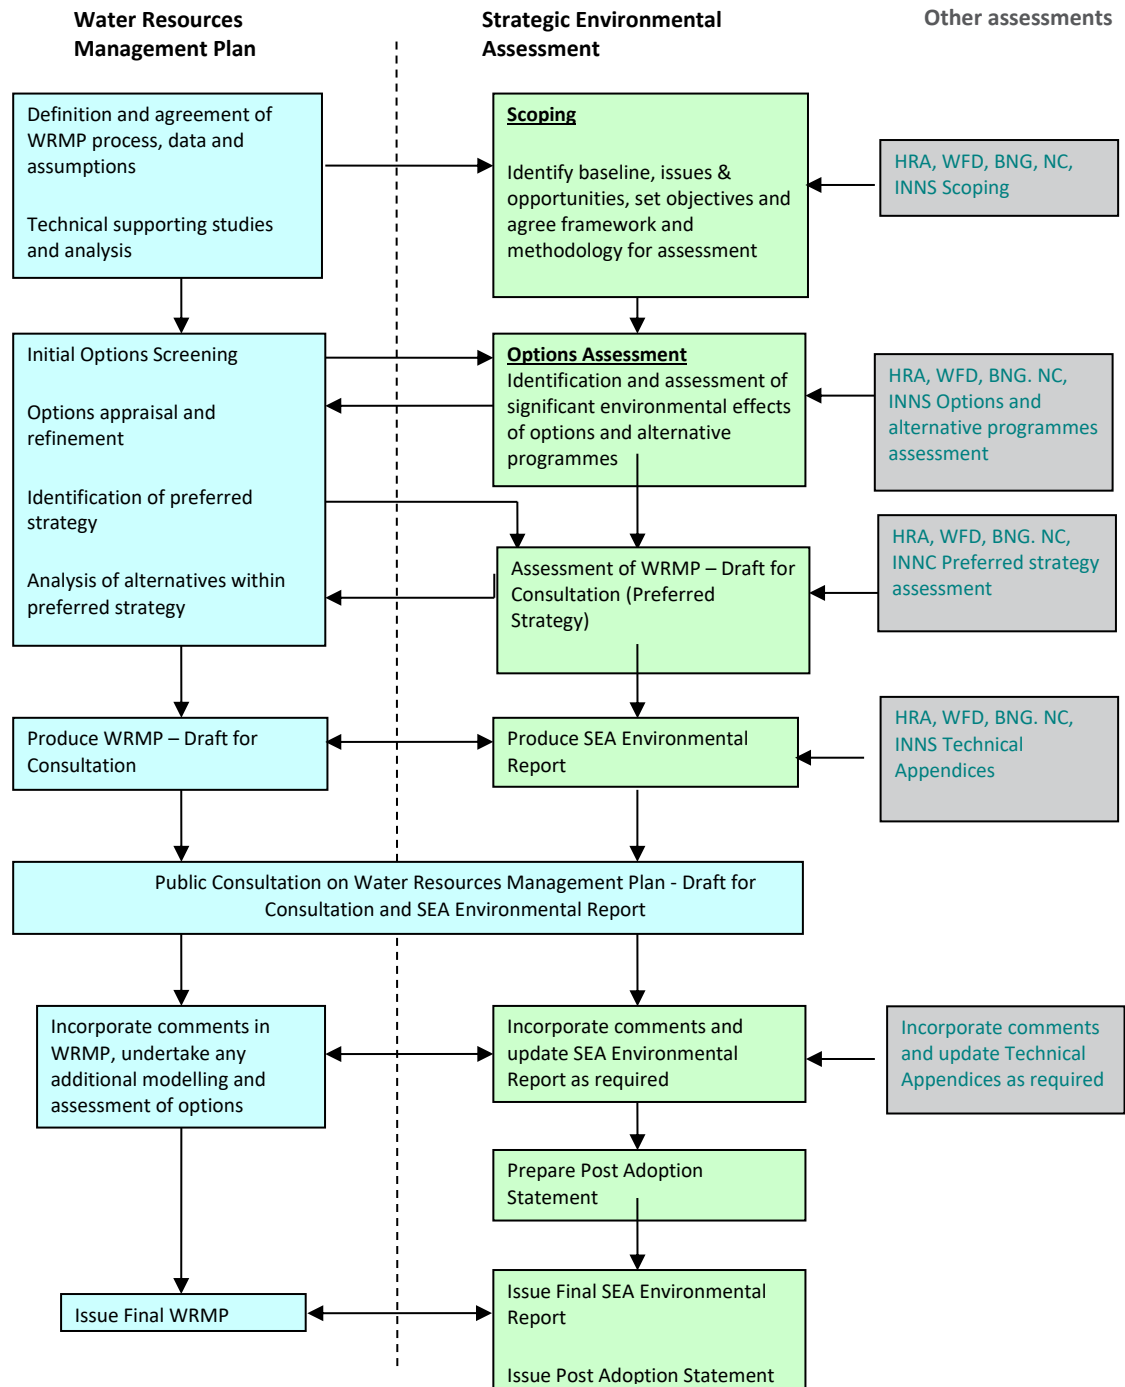 Water Resources
Management Plan
Strategic Environmental
Assessment
Other assessments
Definition and agreement of
WRMP process, data and
assumptions
Technical supporting studies
and analysis
Scoping
Identify baseline, issues &
opportunities, set objectives and
agree framework and
methodology for assessment
HRA, WFD, BNG, NC,
INNS Scoping
Initial Options Screening
Options appraisal and
refinement
Identification of preferred
strategy
Analysis of alternatives within
preferred strategy
Options Assessment
Identification and assessment of
significant environmental effects
of options and alternative
programmes
HRA, WFD, BNG. NC,
INNS Options and
alternative programmes
assessment
Assessment of WRMP – Draft for
Consultation (Preferred
Strategy)
HRA, WFD, BNG. NC,
INNC Preferred strategy
assessment
Produce WRMP – Draft for
Consultation
Produce SEA Environmental
Report
HRA, WFD, BNG. NC,
INNS Technical
Appendices
Public Consultation on Water Resources Management Plan - Draft for
Consultation and SEA Environmental Report
Incorporate comments in
WRMP, undertake any
additional modelling and
assessment of options
Incorporate comments and
update SEA Environmental
Report as required
Incorporate comments
and update Technical
Appendices as required
Prepare Post Adoption
Statement
Issue Final WRMP
Issue Final SEA Environmental
Report
Issue Post Adoption Statement